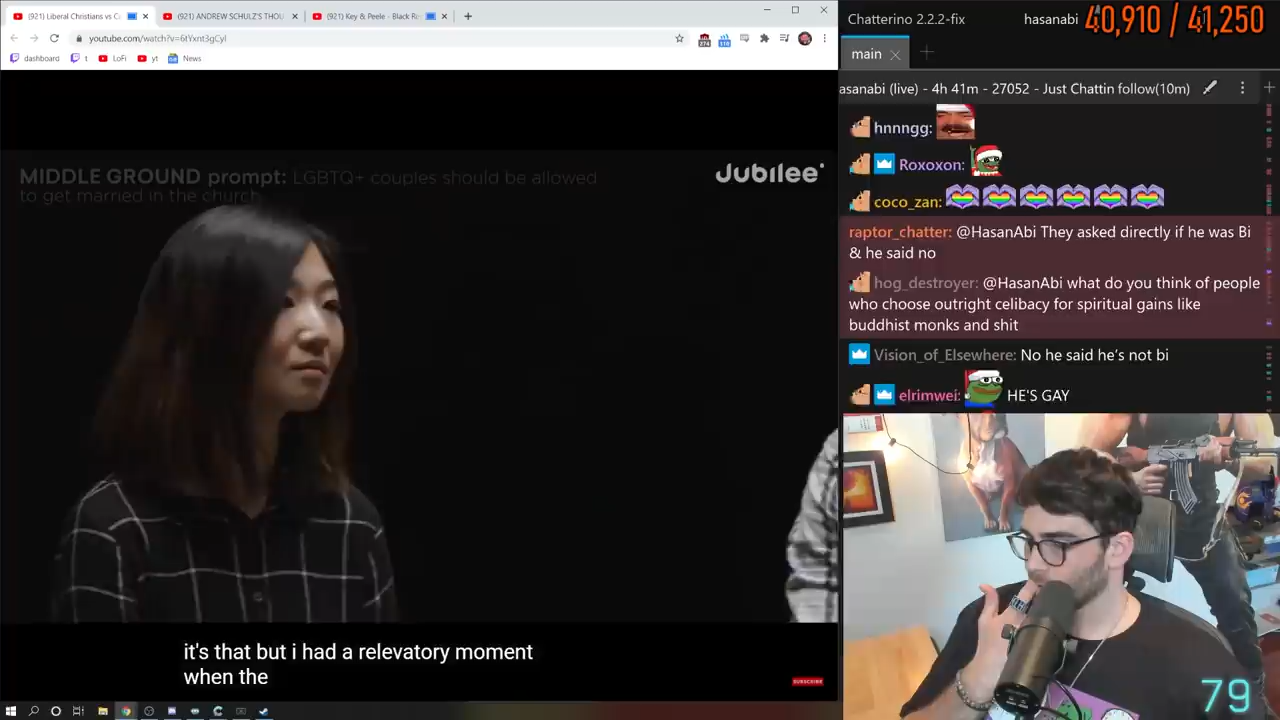 (921) Liberal Christians vs C
(921) ANDREW SCHULZ'S THOU
(921) Key & Peele - Black Re
youtube.com/watch?v=6tYxnt3gCyI
dashboard
t
LoFi
yt
News
MIDDLE GROUND prompt: LGBTQ+ couples should be allowed
to get married in the church
Jubilee
it's that but i had a relevatory moment
when the
SUBSCRIBE
Chatterino 2.2.2-fix
hasanabi
40,910 / 41,250
main
asanabi (live) - 4h 41m - 27052 - Just Chattin follow(10m)
hnnngg:
Roxoxon:
coco_zan:
raptor_chatter: @HasanAbi They asked directly if he was Bi
& he said no
hog_destroyer: @HasanAbi what do you think of people
who choose outright celibacy for spiritual gains like
buddhist monks and shit
Vision_of_Elsewhere: No he said he's not bi
elrimwei: HE'S GAY
79